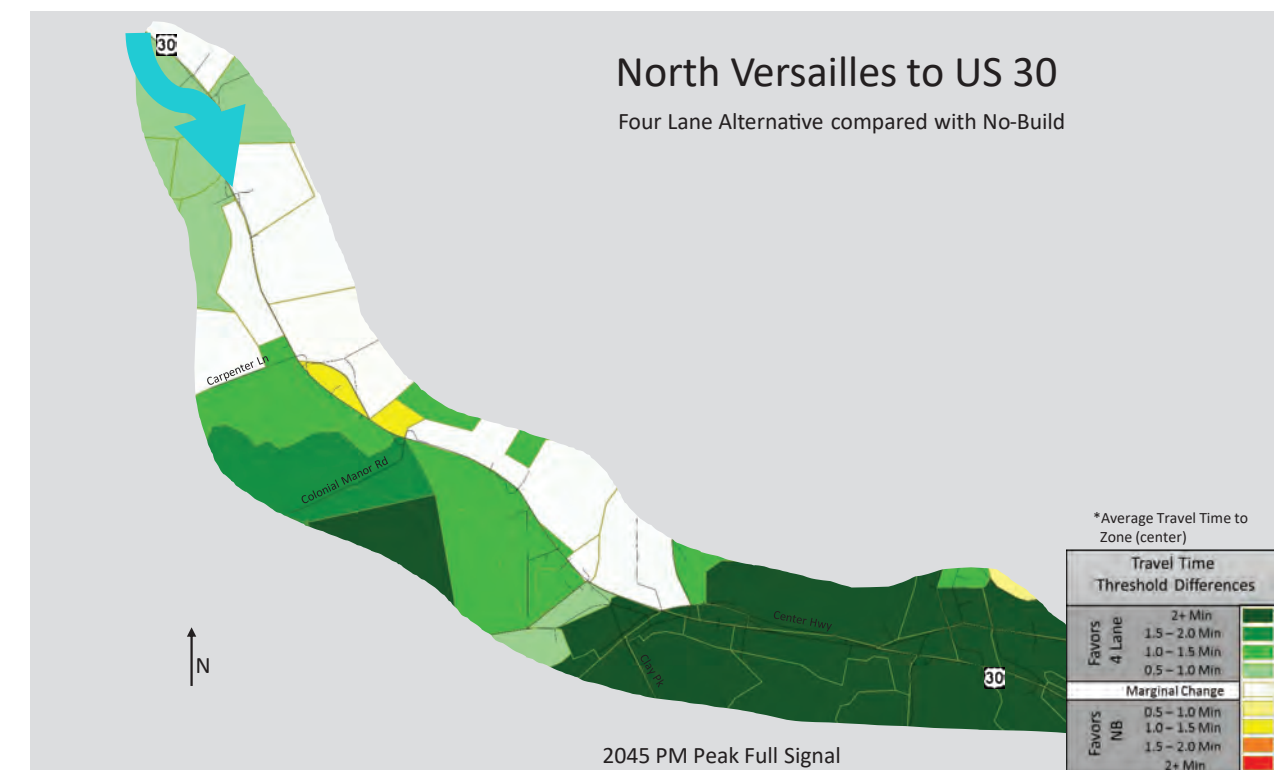 30
North Versailles to US 30
Four Lane Alternative compared with No-Build
Carpenter Ln
Colonial Manor Rd
Center Hwy
Clay Pk
30
N
2045 PM Peak Full Signal
*Average Travel Time to
Zone (center)
Travel Time
Threshold Differences
Favors
4 Lane
2+ Min
1.5 – 2.0 Min
1.0 – 1.5 Min
0.5 – 1.0 Min
Marginal Change
Favors
NB
0.5 – 1.0 Min
1.0 – 1.5 Min
1.5 – 2.0 Min
2+ Min